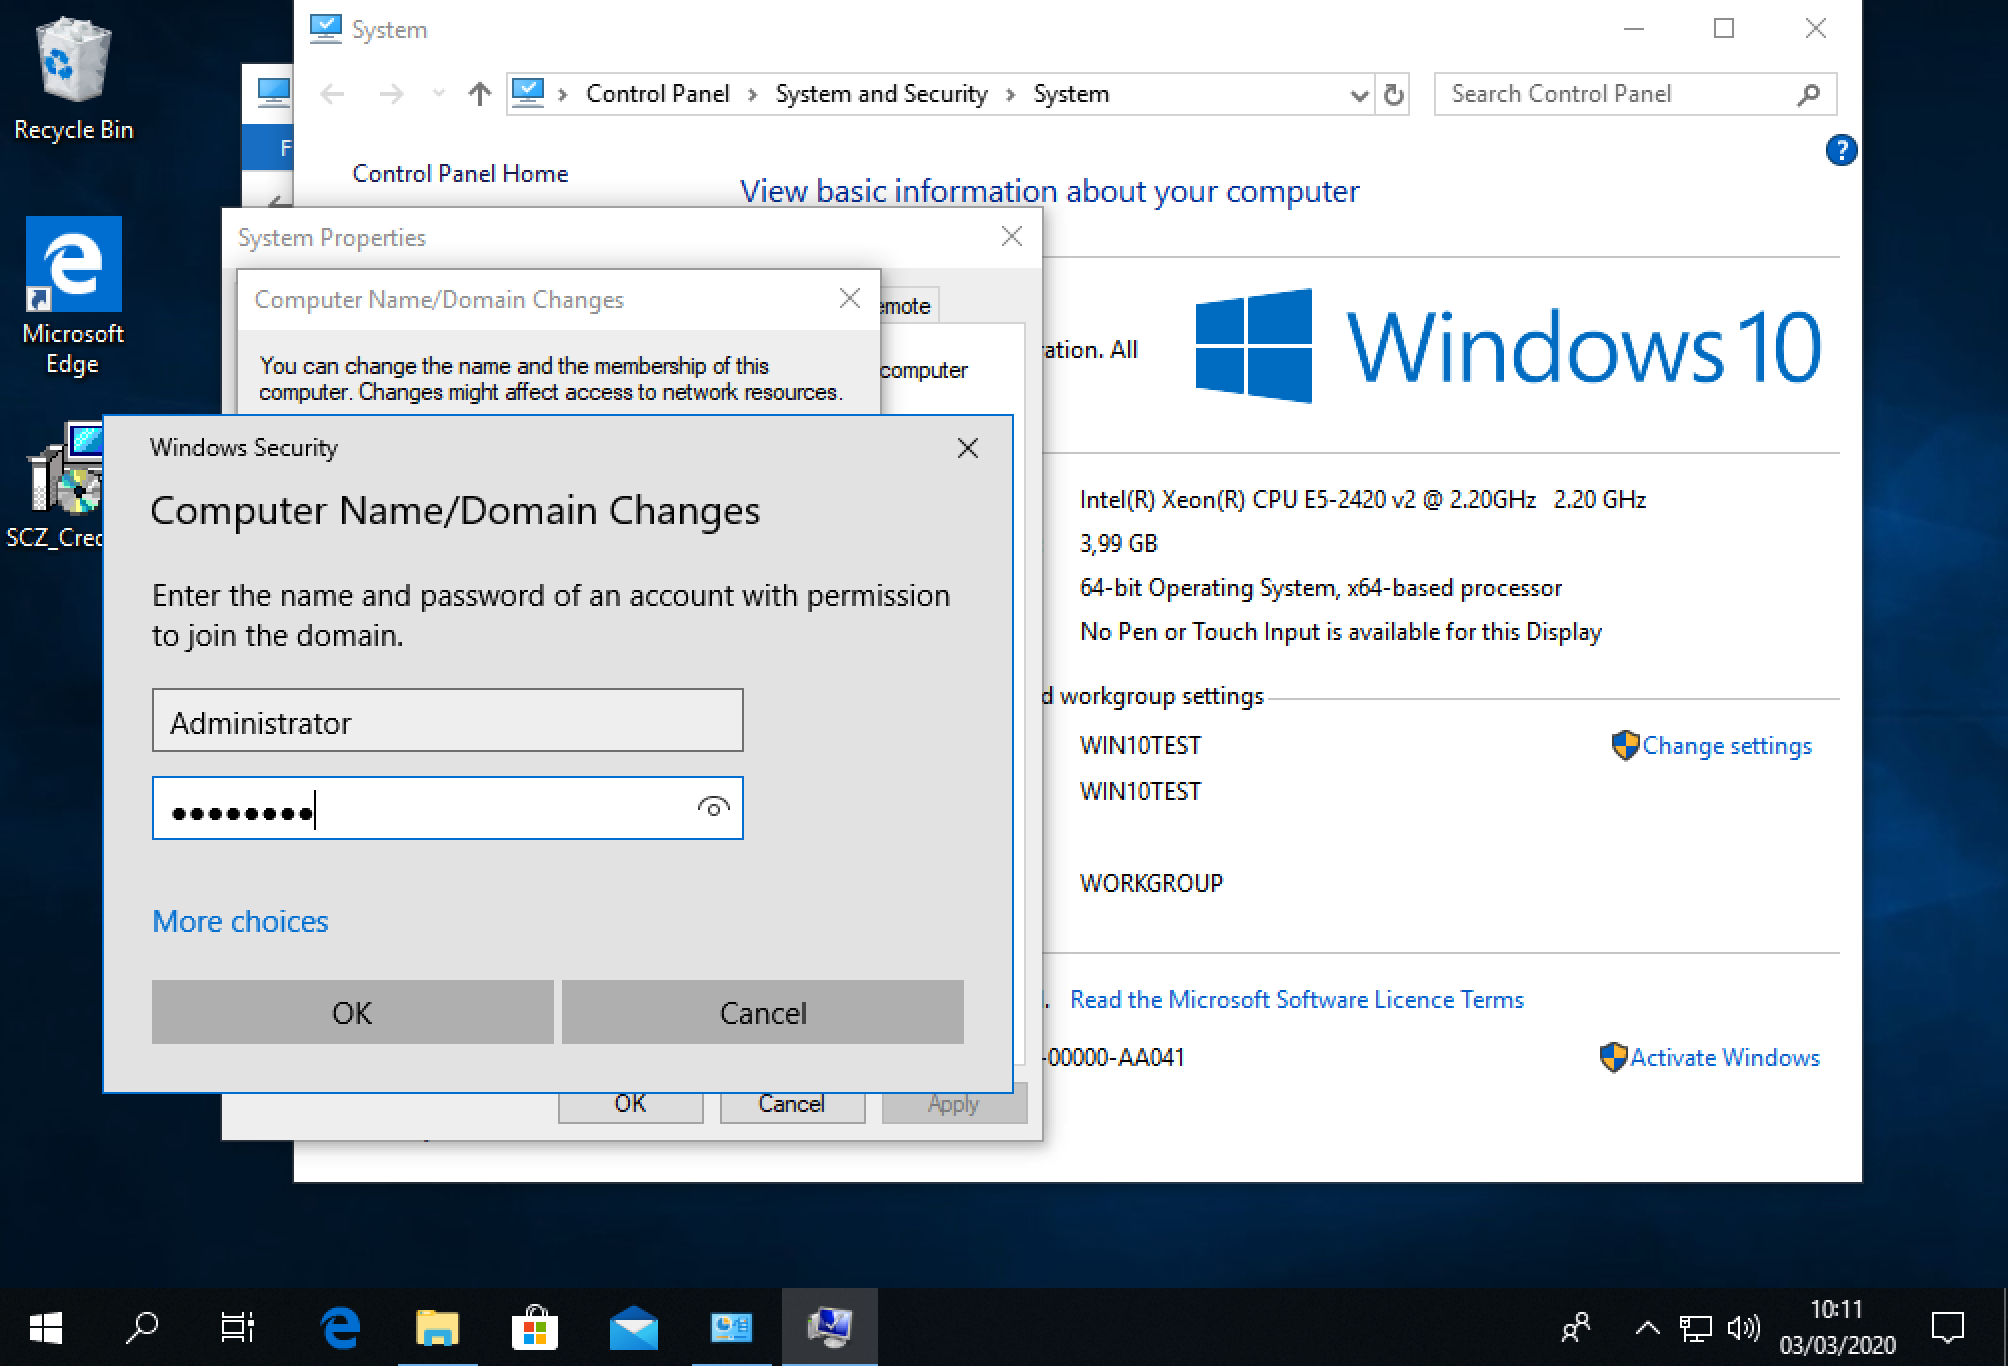 Recycle Bin
Microsoft
Edge
System
Control Panel
System and Security
System
Search Control Panel
Control Panel Home
View basic information about your computer
?
System Properties
Computer Name/Domain Changes
You can change the name and the membership of this
computer. Changes might affect access to network resources.
emote
computer
ration. All
Windows 10
Windows Security
Computer Name/Domain Changes
Enter the name and password of an account with permission
to join the domain.
Administrator
••••••••
More choices
OK
Cancel
OK
Cancel
Apply
Intel(R) Xeon(R) CPU E5-2420 v2 @ 2.20GHz 2.20 GHz
3,99 GB
64-bit Operating System, x64-based processor
No Pen or Touch Input is available for this Display
d workgroup settings
WIN10TEST
Change settings
WIN10TEST
WORKGROUP
Read the Microsoft Software Licence Terms
-00000-AA041
Activate Windows
10:11
03/03/2020